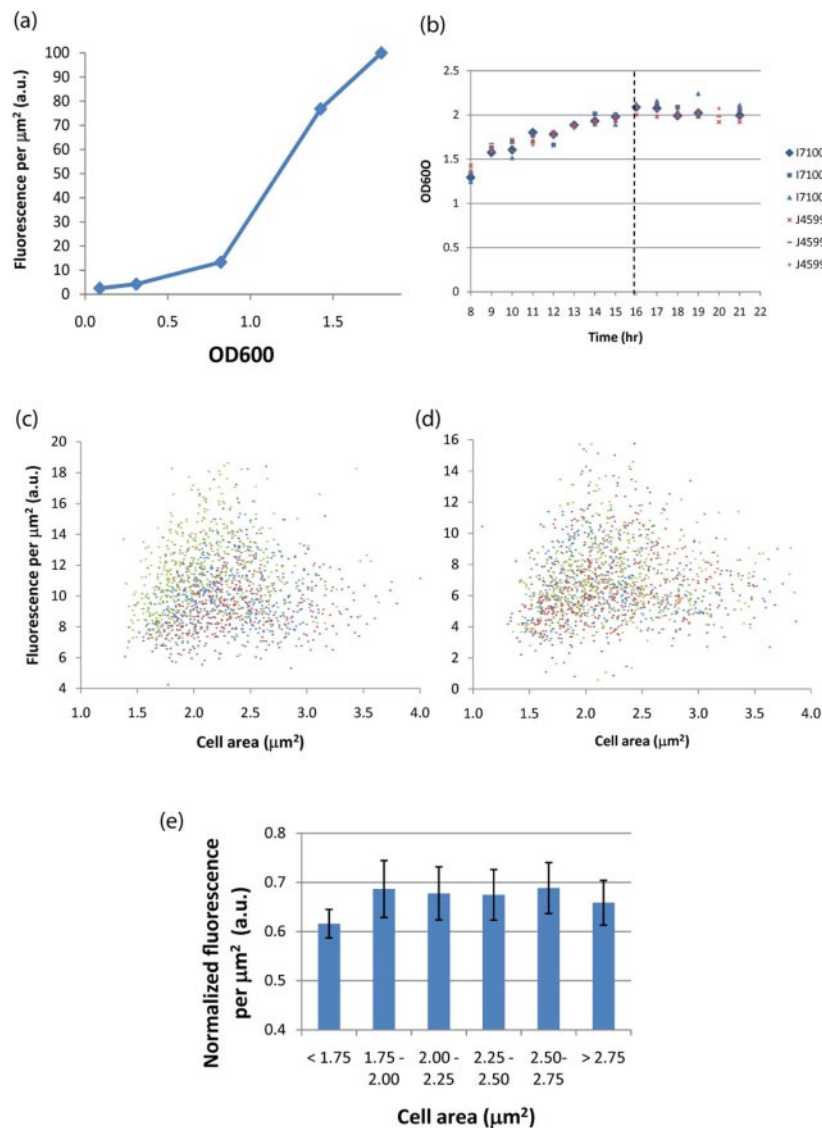 (a)
Fluorescence per μm² (a.u.)
100
90
80
70
60
50
40
30
20
10
0
0.0 0.5 1.0 1.5
OD600
(b)
OD600
2.5
2
1.5
1
0.5
0
8 9 10 11 12 13 14 15 16 17 18 19 20 21 22
Time (hr)
I7100
I7100
I7100
J4599
J4599
J4599
(c)
Fluorescence per μm² (a.u.)
20
18
16
14
12
10
8
6
4
1.0 1.5 2.0 2.5 3.0 3.5 4.0
Cell area (μm²)
(d)
16
14
12
10
8
6
4
2
0
1.0 1.5 2.0 2.5 3.0 3.5 4.0
Cell area (μm²)
(e)
Normalized fluorescence
per μm² (a.u.)
0.8
0.7
0.6
0.5
0.4
< 1.75 1.75 - 2.00 - 2.25 - 2.50- > 2.75
2.00 2.25 2.50 2.75
Cell area (μm²)